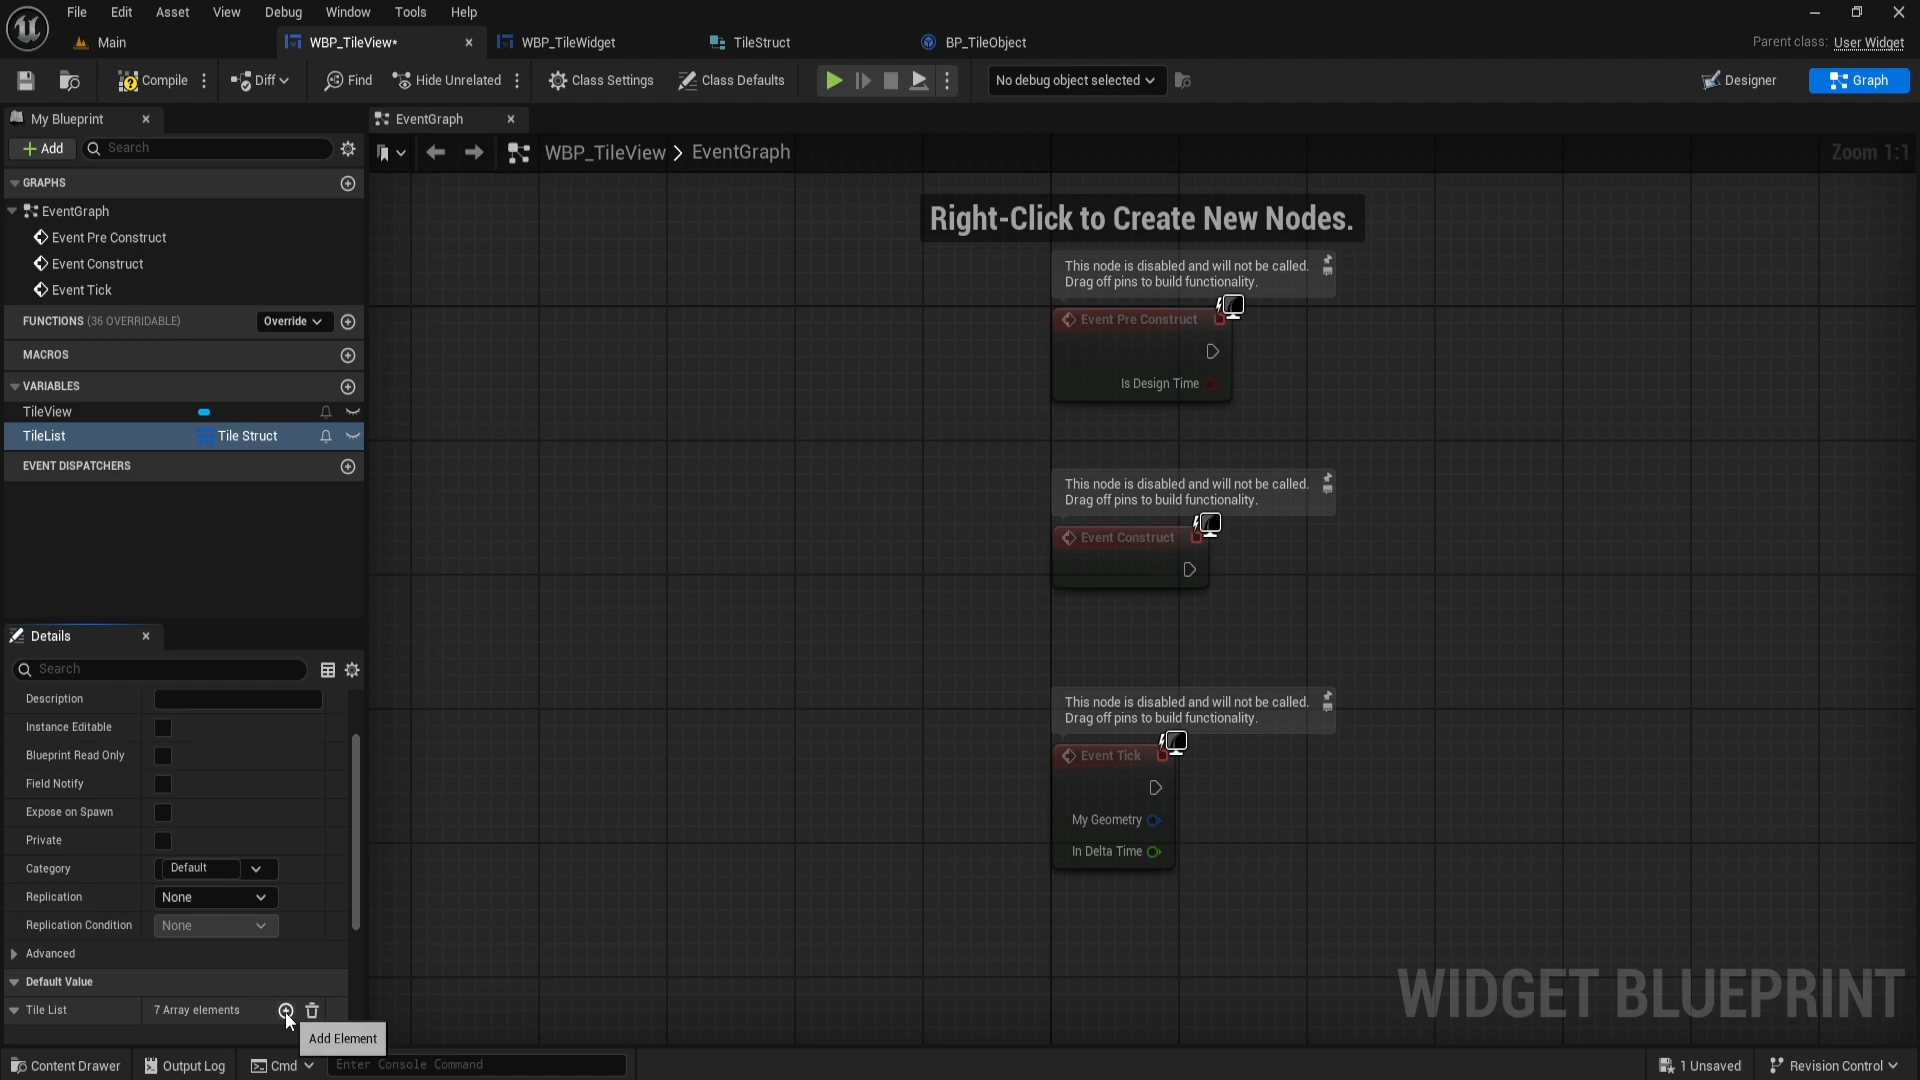 File Edit Asset View Debug Window Tools Help
Main WBP_TileView* WBP_TileWidget TileStruct BP_TileObject Parent class: User Widget
Compile Diff Find Hide Unrelated Class Settings Class Defaults No debug object selected Designer Graph
My Blueprint
EventGraph
Add Search
WBP_TileView > EventGraph Zoom 1:1
GRAPHS
EventGraph
Event Pre Construct
Event Construct
Event Tick
FUNCTIONS (36 OVERRIDABLE) Override
MACROS
VARIABLES
TileView
TileList Tile Struct
EVENT DISPATCHERS
Right-Click to Create New Nodes.
This node is disabled and will not be called.
Drag off pins to build functionality.
Event Pre Construct
Is Design Time
This node is disabled and will not be called.
Drag off pins to build functionality.
Event Construct
This node is disabled and will not be called.
Drag off pins to build functionality.
Event Tick
My Geometry
In Delta Time
WIDGET BLUEPRINT
Details
Search
Description
Instance Editable
Blueprint Read Only
Field Notify
Expose on Spawn
Private
Category Default
Replication None
Replication Condition None
Advanced
Default Value
Tile List 7 Array elements
Add Element
Content Drawer Output Log Cmd Enter Console Command 1 Unsaved Revision Control